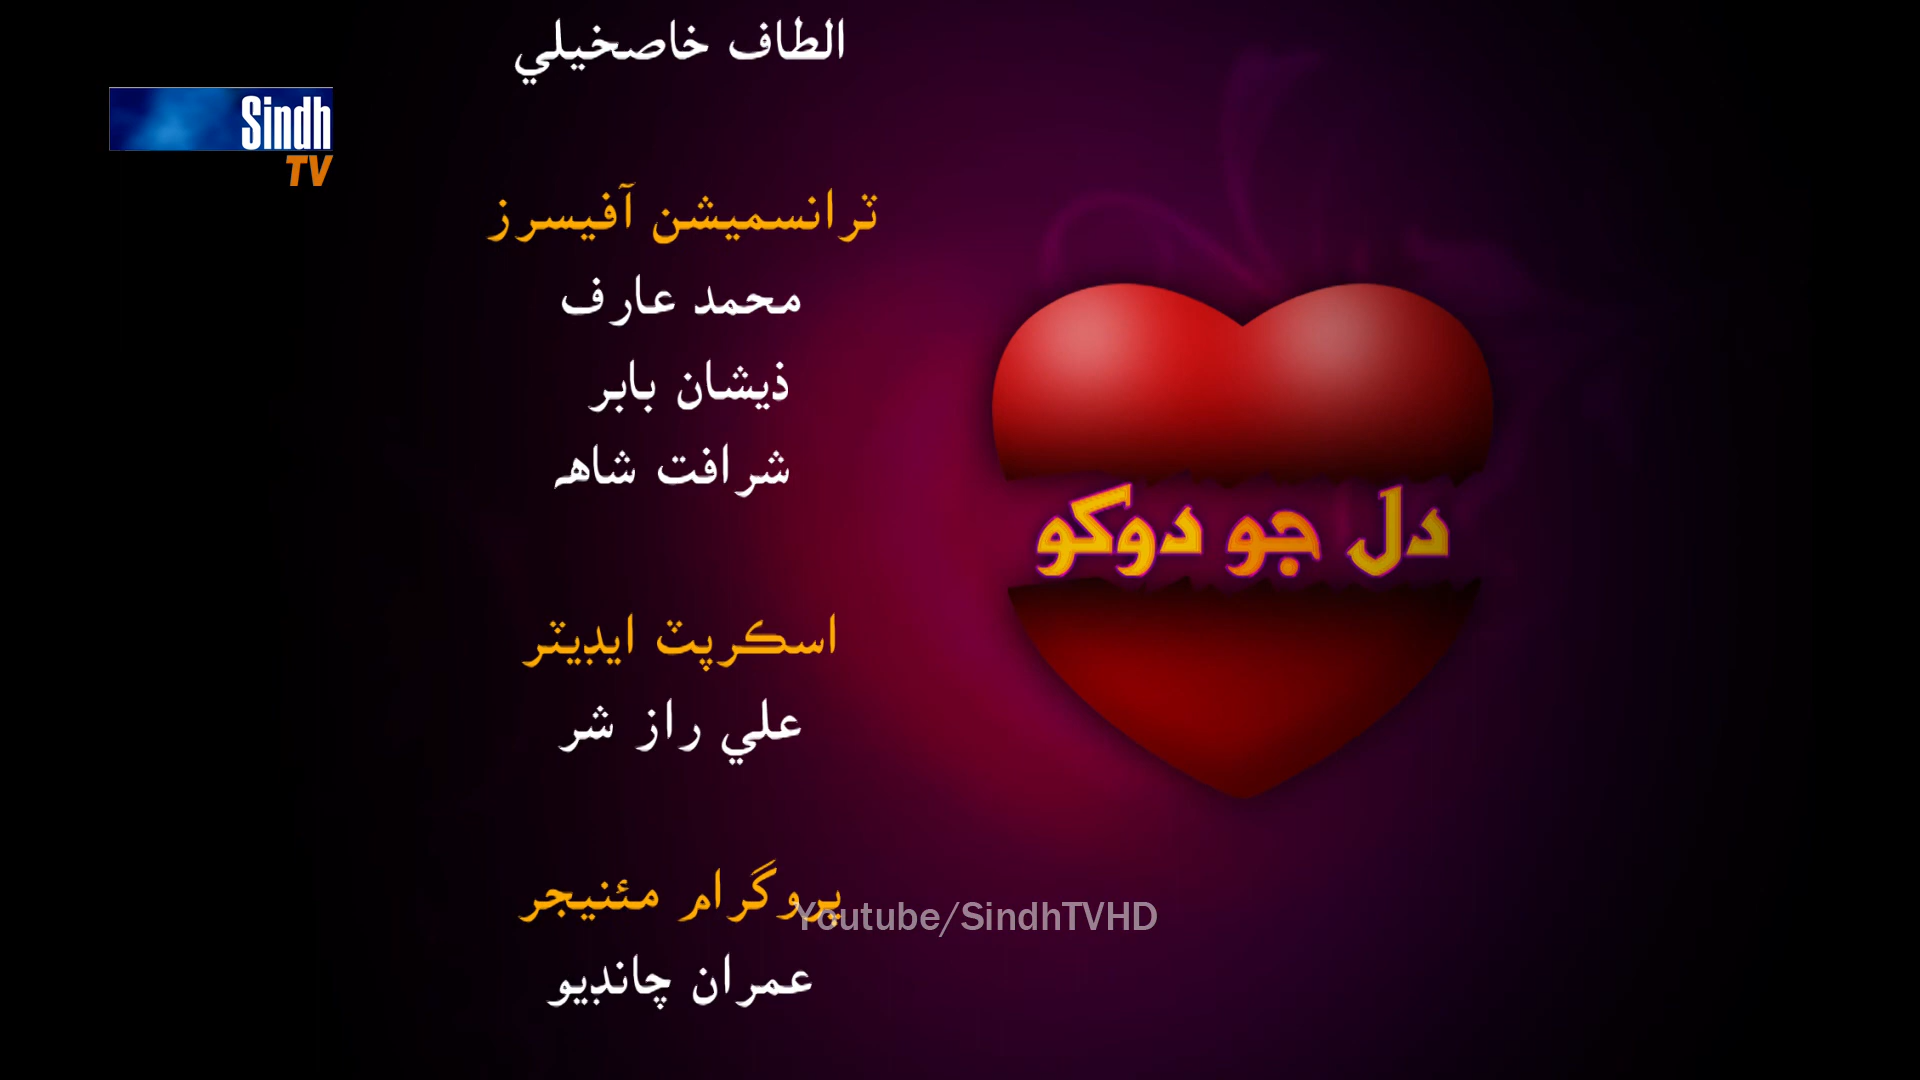 الطاف خاصخيلي
Sindh
TV
ٽرانسميشن آفيسرز
محمد عارف
ذيشان بابر
شرافت شاھ
دل جو دوکو
اسڪرپٽ ايڊيٽر
علي راز شر
پروگرام مئنيجر
Youtube/SindhTVHD
عمران چانڊيو